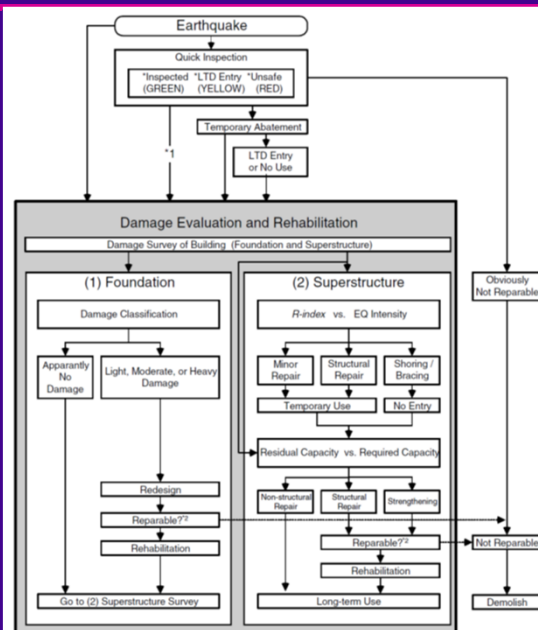 Earthquake
Quick Inspection
*Inspected *LTD Entry *Unsafe
(GREEN) (YELLOW) (RED)
Temporary Abatement
*1
LTD Entry
or No Use
Damage Evaluation and Rehabilitation
Damage Survey of Building (Foundation and Superstructure)
(1) Foundation
(2) Superstructure
Obviously
Not Reparable
Damage Classification
R-index vs. EQ Intensity
Apparantly
No
Damage
Light, Moderate, or Heavy
Damage
Minor
Repair
Structural
Repair
Shoring /
Bracing
Temporary Use
No Entry
Residual Capacity vs. Required Capacity
Redesign
Non-structural
Repair
Structural
Repair
Strengthening
Reparable?*2
Reparable?*2
Not Reparable
Rehabilitation
Rehabilitation
Go to (2) Superstructure Survey
Long-term Use
Demolish